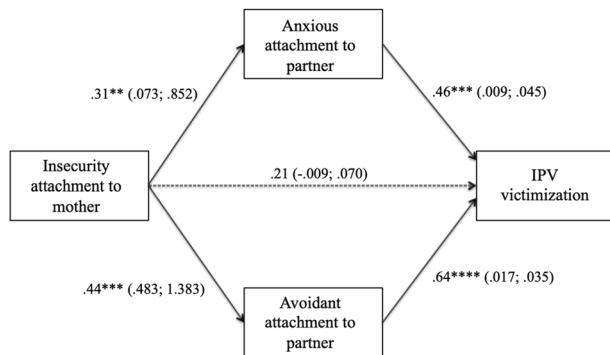 Anxious
attachment to
partner
.31** (.073; .852)
.46*** (.009; .045)
Insecurity
attachment to
mother
.21 (-.009; .070)
IPV
victimization
.44*** (.483; 1.383)
.64**** (.017; .035)
Avoidant
attachment to
partner